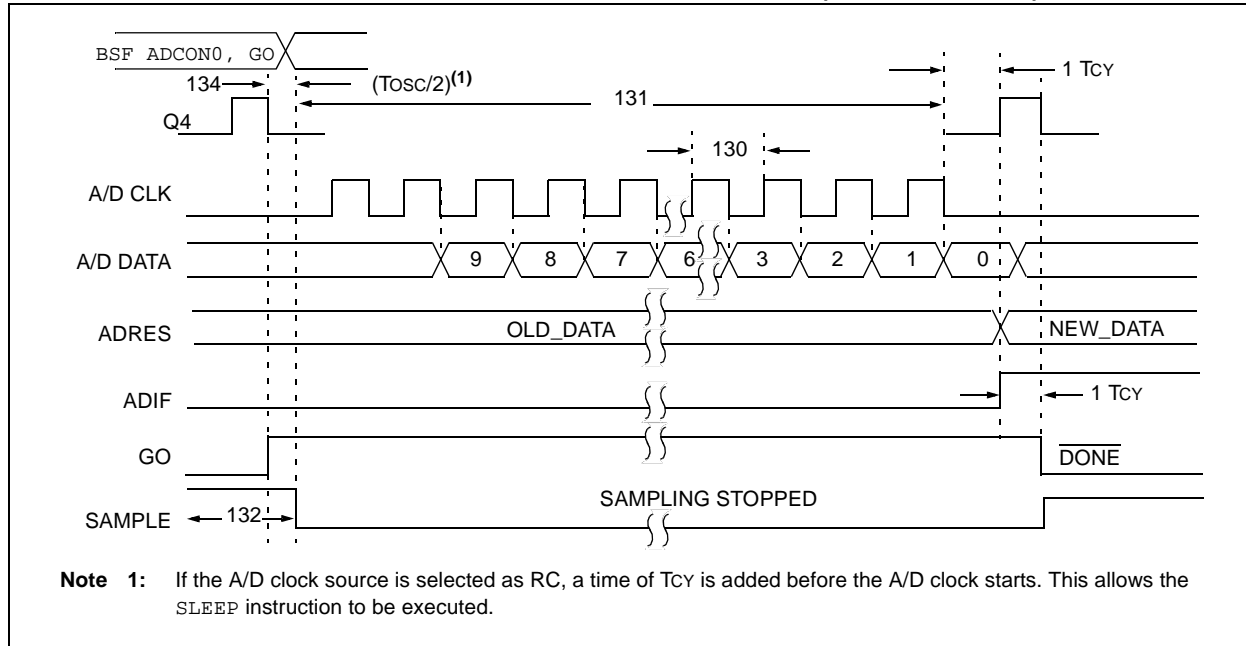 BSF ADCON0, GO
134 (TOSC/2)(1) 131 1 TCY
Q4
130
A/D CLK
A/D DATA 9 8 7 6 3 2 1 0
ADRES OLD_DATA NEW_DATA
ADIF 1 TCY
GO DONE
SAMPLING STOPPED
SAMPLE 132
Note 1: If the A/D clock source is selected as RC, a time of TCY is added before the A/D clock starts. This allows the
SLEEP instruction to be executed.